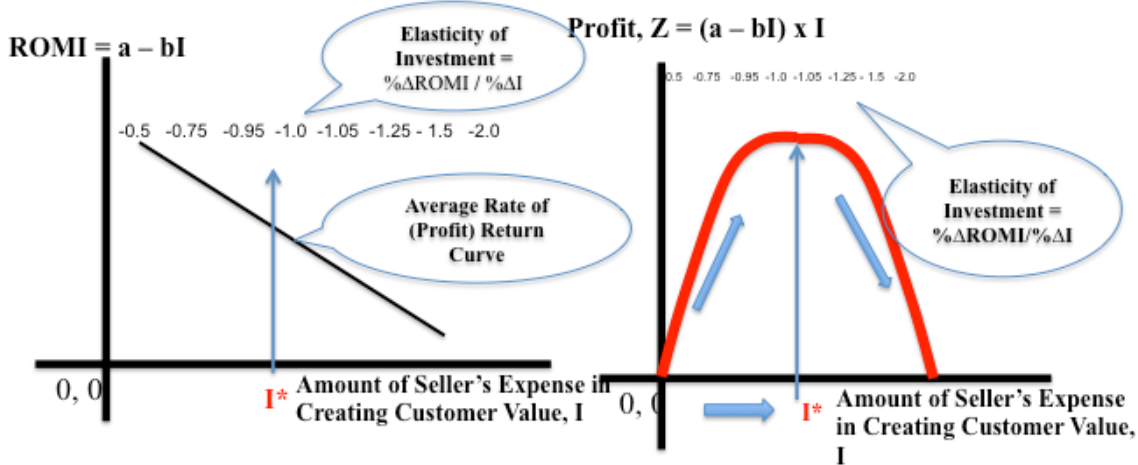 ROMI = a – bI
Elasticity of
Investment =
%ΔROMI / %ΔI
-0.5 -0.75 -0.95 -1.0 -1.05 -1.25 - 1.5 -2.0
Average Rate of
(Profit) Return
Curve
0, 0
I* Amount of Seller's Expense in
Creating Customer Value, I
Profit, Z = (a – bI) x I
0.5 -0.75 -0.95 -1.0 -1.05 -1.25 - 1.5 -2.0
Elasticity of
Investment =
%ΔROMI/%ΔI
0, 0
I* Amount of Seller's Expense
in Creating Customer Value,
I